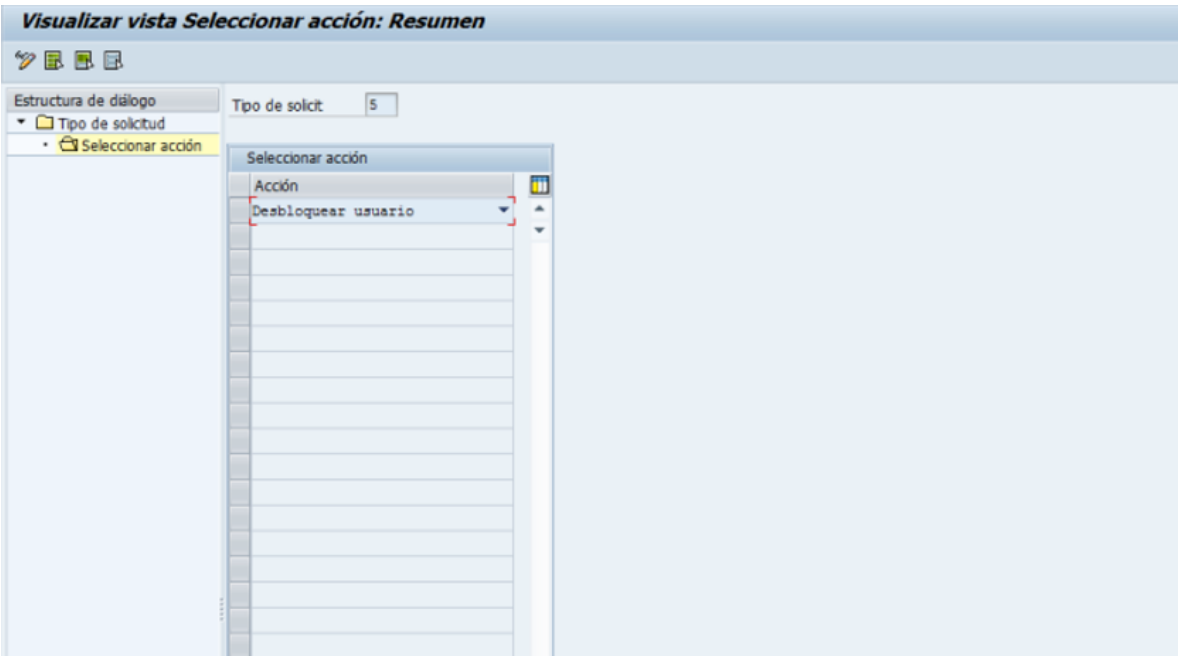 Visualizar vista Seleccionar acción: Resumen
Estructura de diálogo
Tipo de solicitud
Seleccionar acción
Tipo de solicit 5
Seleccionar acción
Acción
Desbloquear usuario